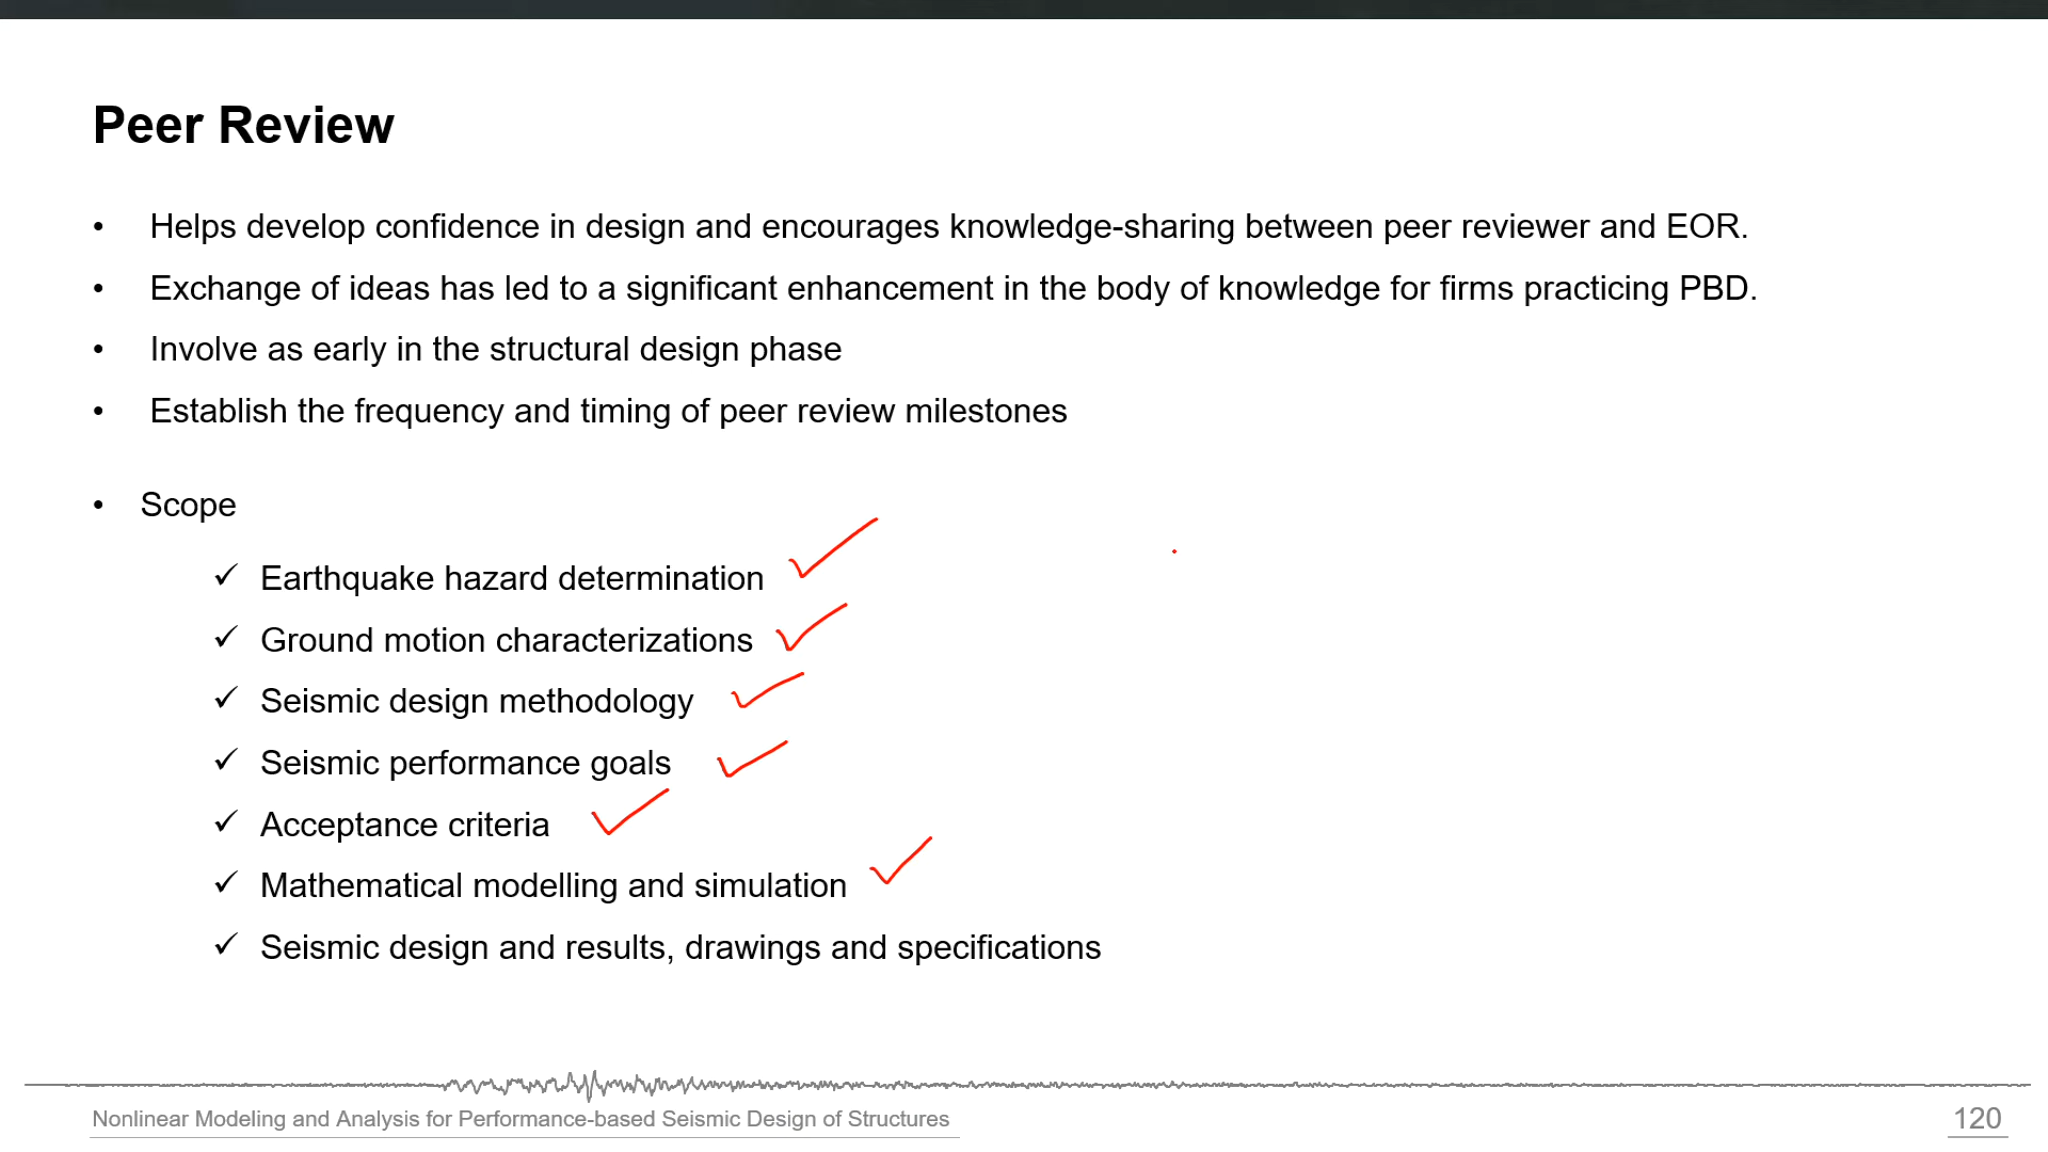 Peer Review
• Helps develop confidence in design and encourages knowledge-sharing between peer reviewer and EOR.
• Exchange of ideas has led to a significant enhancement in the body of knowledge for firms practicing PBD.
• Involve as early in the structural design phase
• Establish the frequency and timing of peer review milestones
• Scope
✓ Earthquake hazard determination
✓ Ground motion characterizations
✓ Seismic design methodology
✓ Seismic performance goals
✓ Acceptance criteria
✓ Mathematical modelling and simulation
✓ Seismic design and results, drawings and specifications
Nonlinear Modeling and Analysis for Performance-based Seismic Design of Structures
120